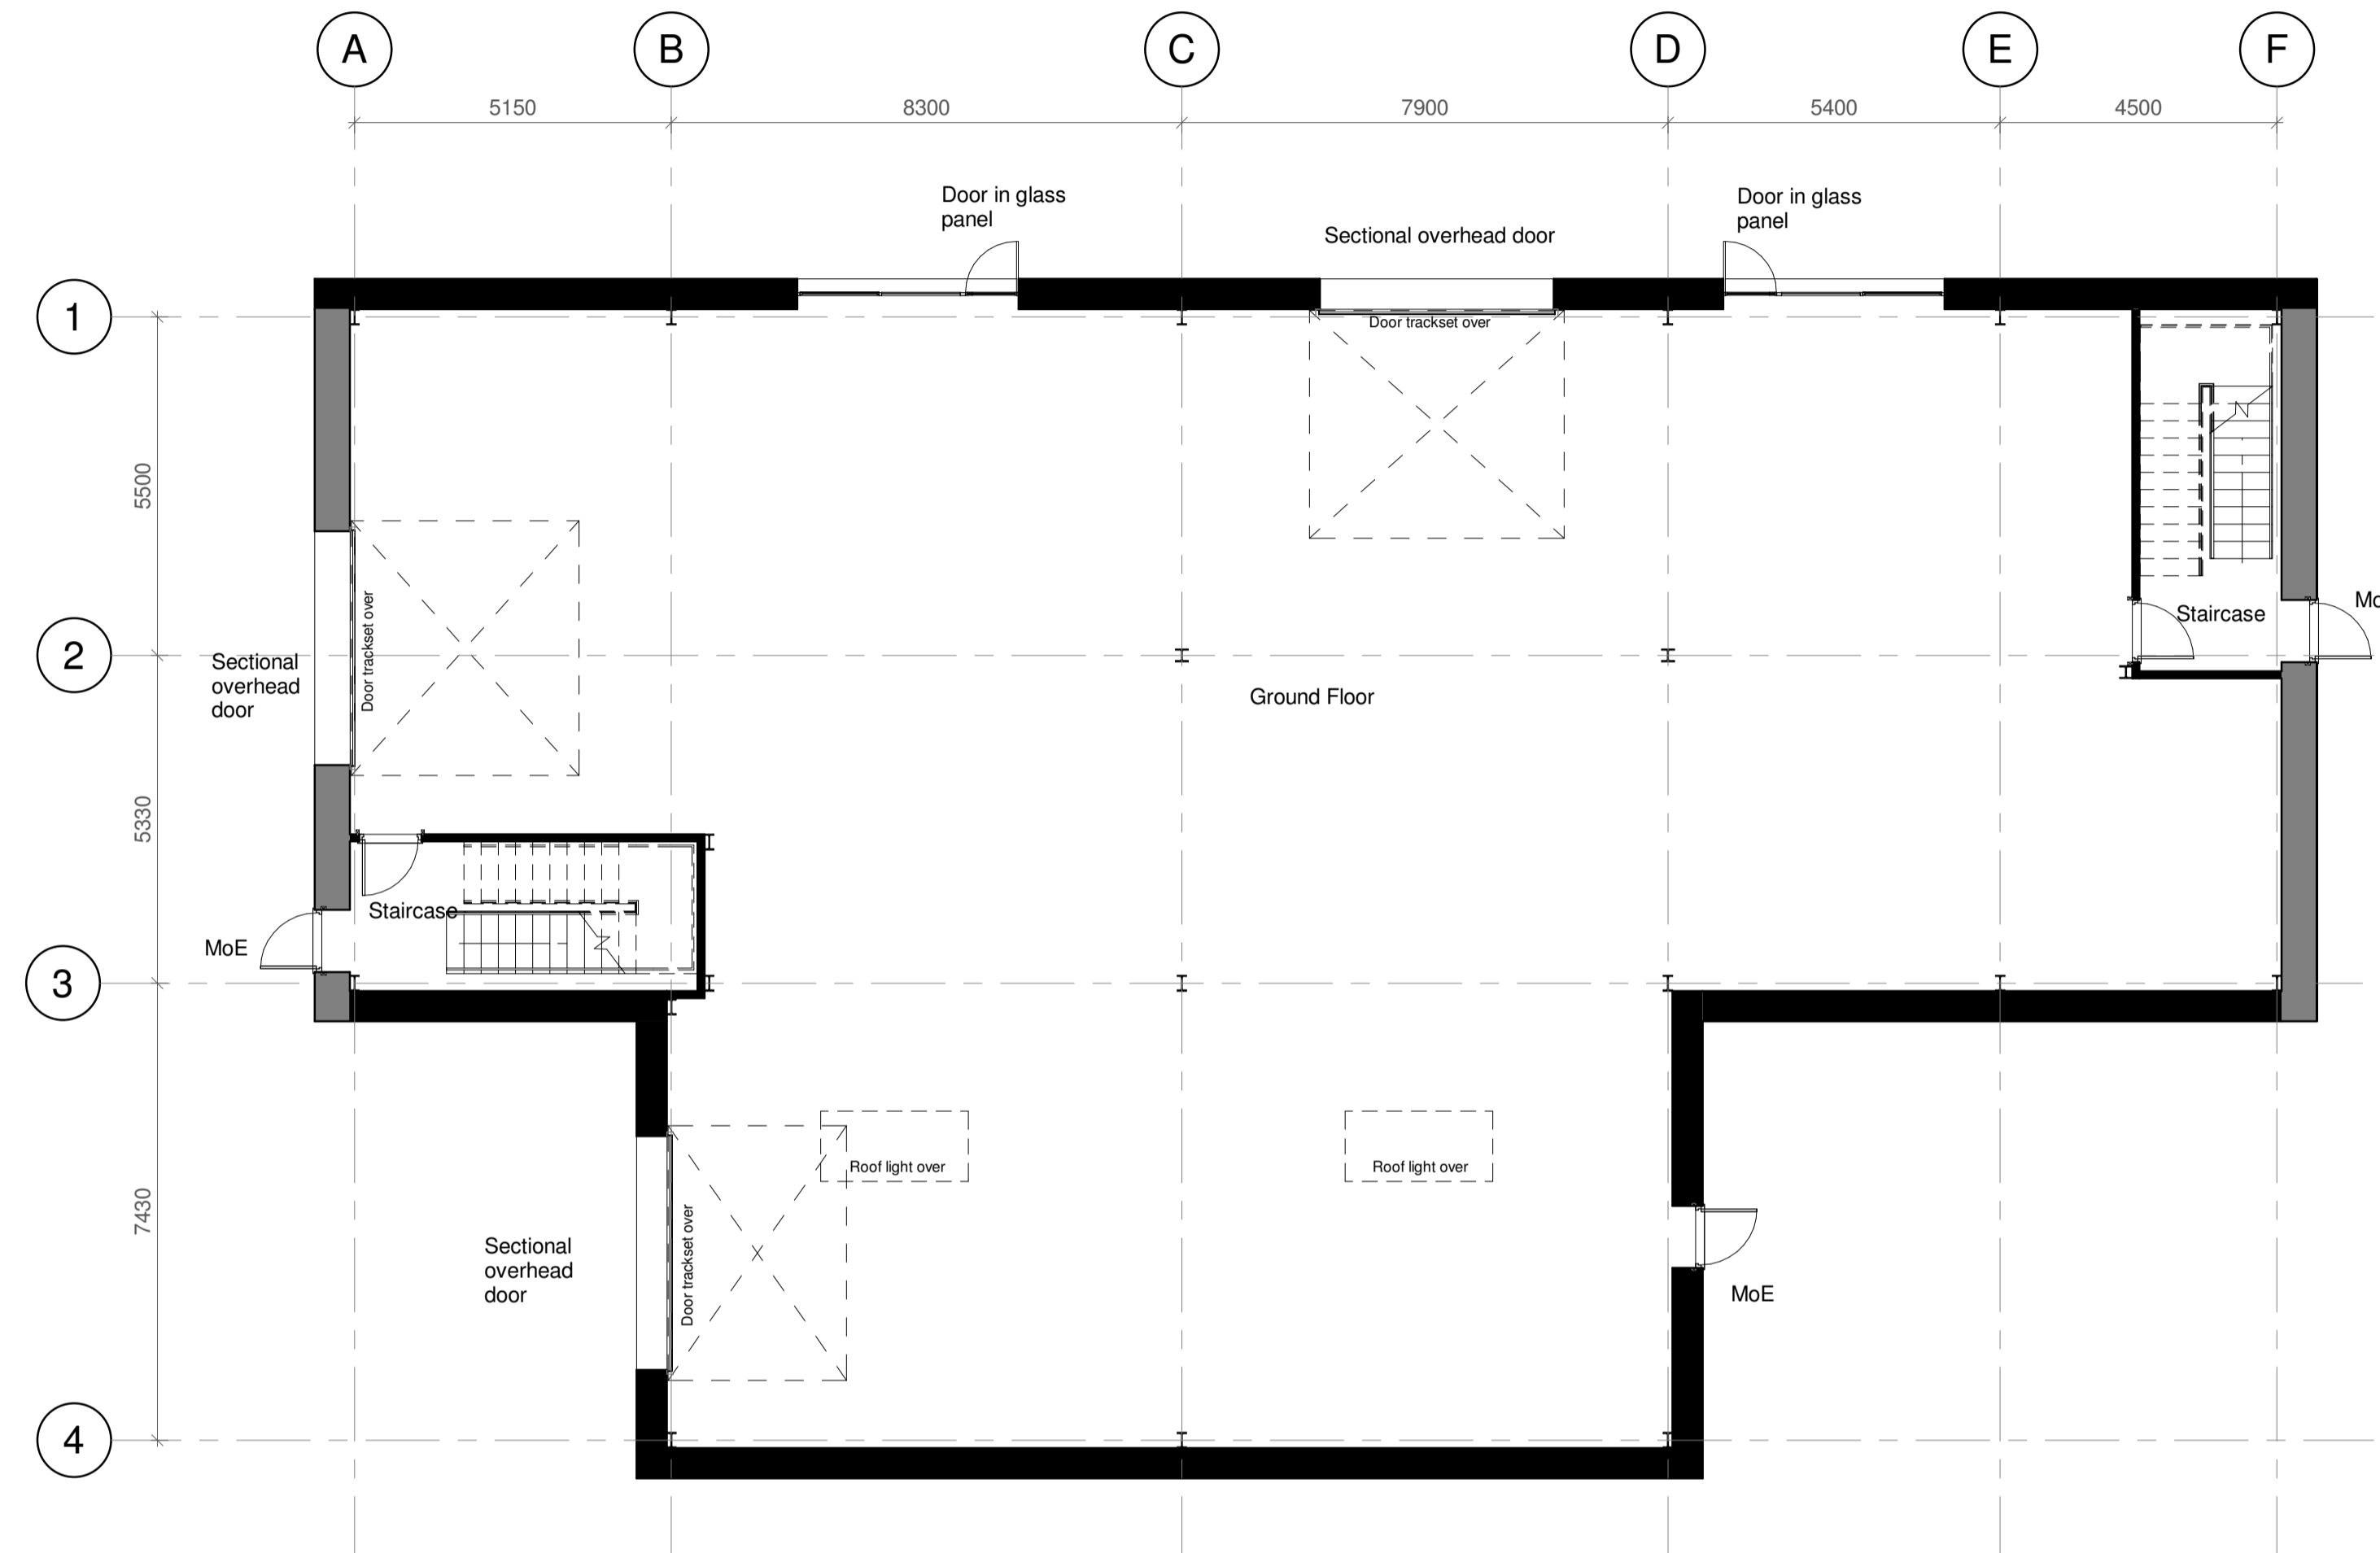 A
B
C
D
E
F
5150
8300
7900
5400
4500
Door in glass
panel
Door in glass
panel
Sectional overhead door
1
Door trackset over
5500
Door trackset over
Mo
Staircase
2
Sectional
overhead
door
Ground Floor
5330
Staircase
MoE
3
Roof light over
Roof light over
7430
Door trackset over
Sectional
overhead
door
MoE
4